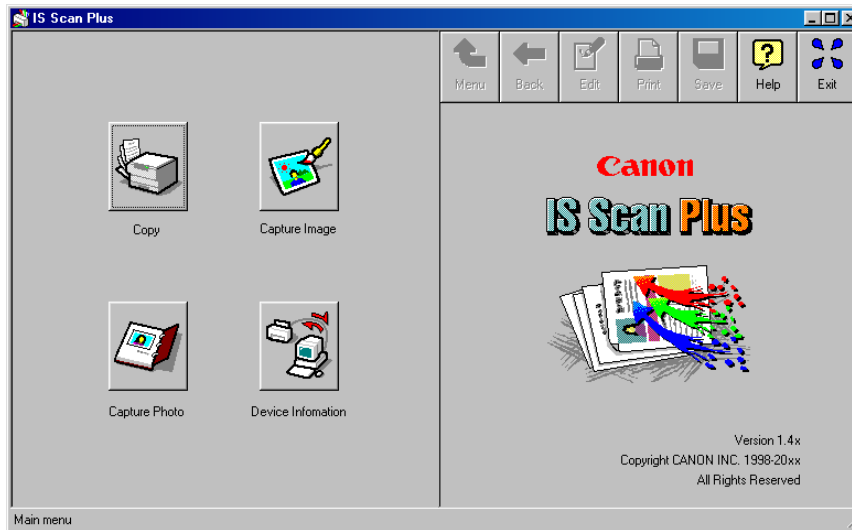 IS Scan Plus
Menu
Back
Edit
Print
Save
Help
Exit
Copy
Capture Image
Capture Photo
Device Infomation
Canon
IS Scan Plus
Version 1.4x
Copyright CANON INC. 1998-20xx
All Rights Reserved
Main menu